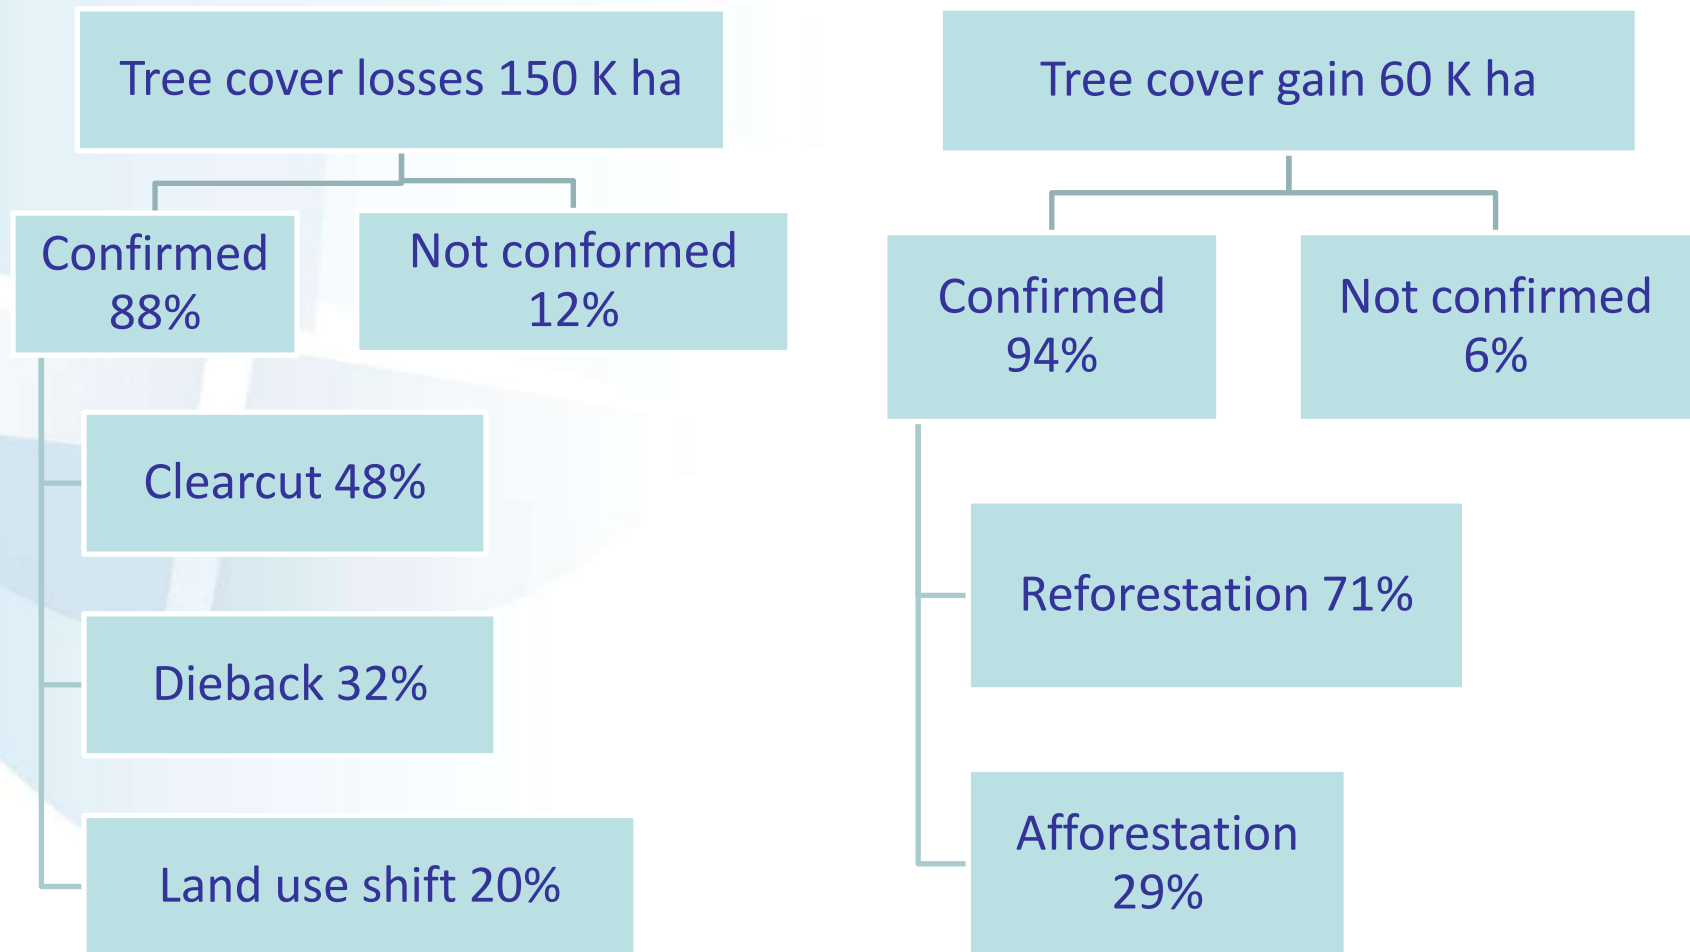 Tree cover losses 150 K ha
Confirmed
88%
Not conformed
12%
Clearcut 48%
Dieback 32%
Land use shift 20%
Tree cover gain 60 K ha
Confirmed
94%
Not confirmed
6%
Reforestation 71%
Afforestation
29%